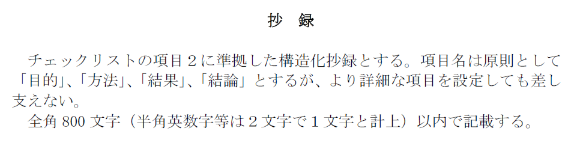 抄　録
チェックリストの項目２に準拠した構造化抄録とする。項目名は原則として
「目的」、「方法」、「結果」、「結論」とするが、より詳細な項目を設定しても差し
支えない。
全角 800 文字（半角英数字等は２文字で１文字と計上）以内で記載する。